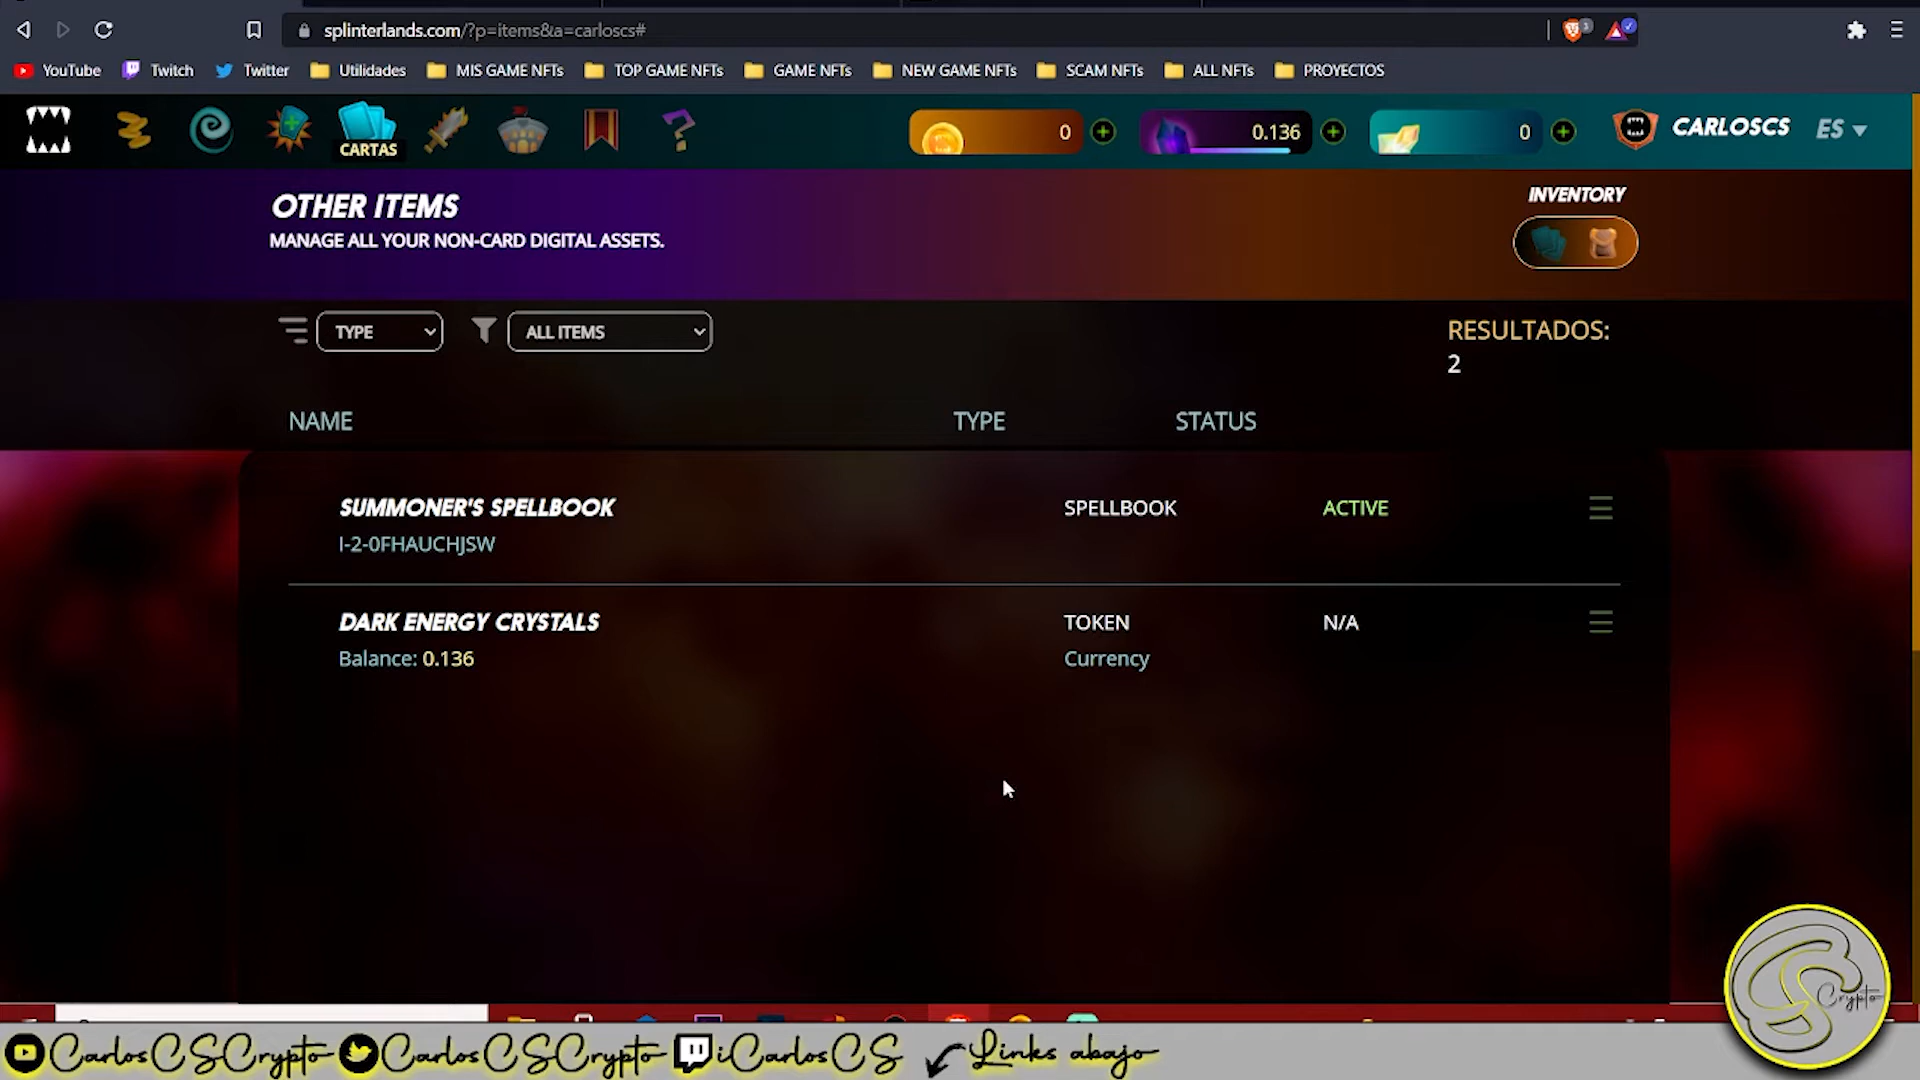 splinterlands.com/?p=items&a=carloscs#
YouTube Twitch Twitter Utilidades MIS GAME NFTs TOP GAME NFTs GAME NFTs NEW GAME NFTs SCAM NFTs ALL NFTs PROYECTOS
CARTAS 0 0.136 0 CARLOSCS ES
OTHER ITEMS INVENTORY
MANAGE ALL YOUR NON-CARD DIGITAL ASSETS.
TYPE ALL ITEMS RESULTADOS:
2
NAME TYPE STATUS
SUMMONER'S SPELLBOOK SPELLBOOK ACTIVE
I-2-0FHAUCHJSW
DARK ENERGY CRYSTALS TOKEN N/A
Balance: 0.136 Currency
CS Crypto
CarlosCSCrypto CarlosCSCrypto iCarlosCS Links abajo